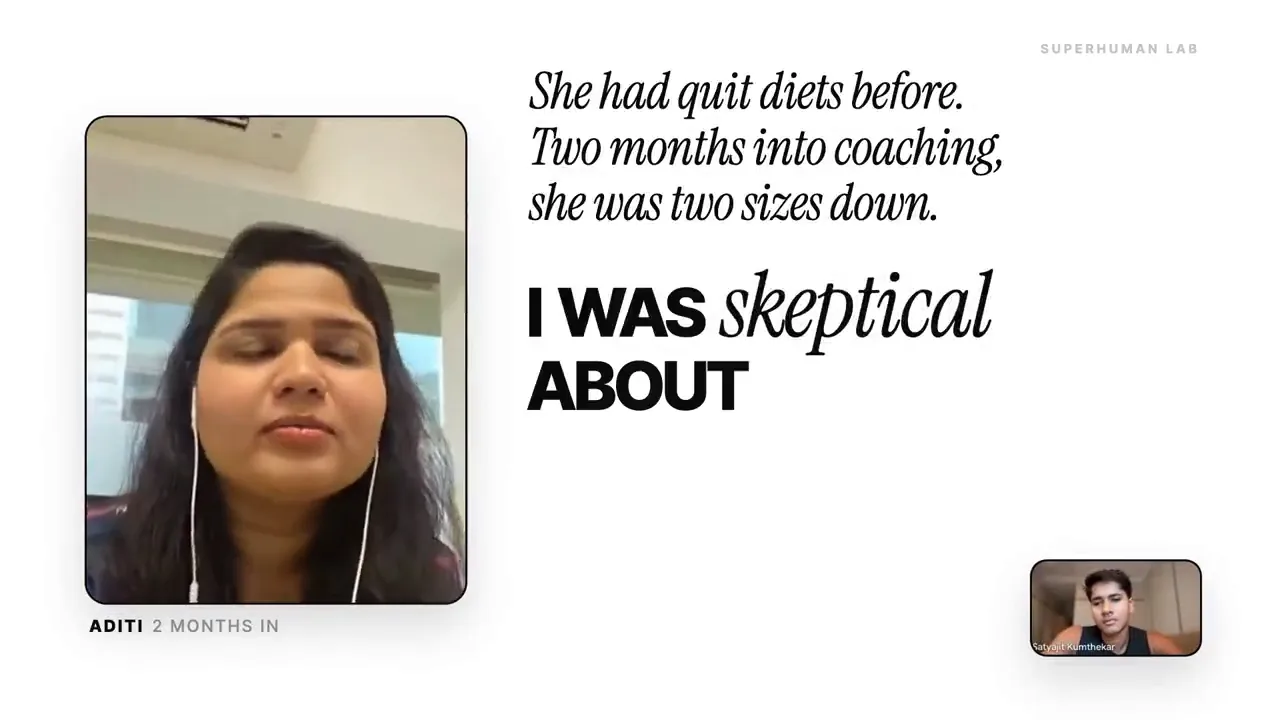 SUPERHUMAN LAB
She had quit diets before.
Two months into coaching,
she was two sizes down.
I WAS skeptical
ABOUT
ADITI 2 MONTHS IN
Satyajit Kumthekar